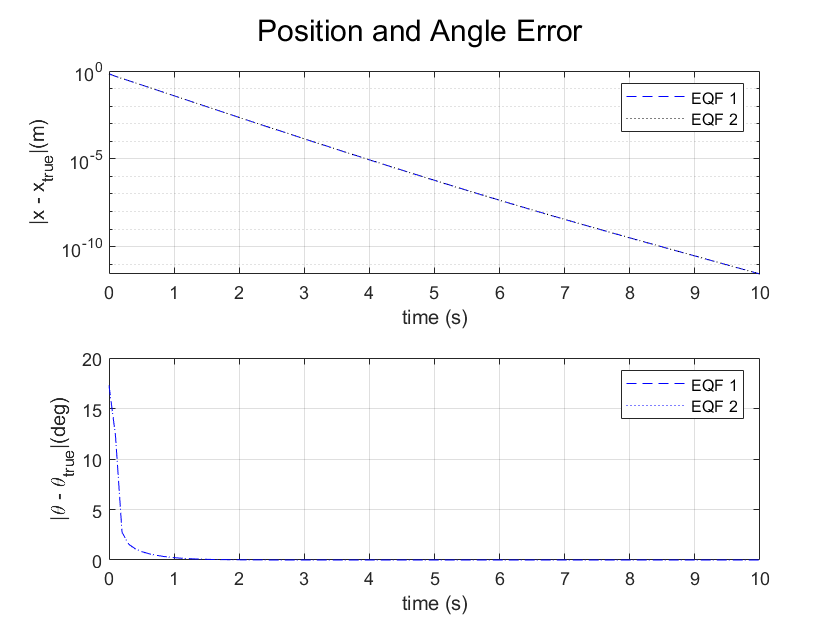 Position and Angle Error
10^0
10^-5
10^-10
|x - x_true|(m)
EQF 1
EQF 2
0 1 2 3 4 5 6 7 8 9 10
time (s)
20
15
10
5
0
|θ - θ_true|(deg)
EQF 1
EQF 2
0 1 2 3 4 5 6 7 8 9 10
time (s)